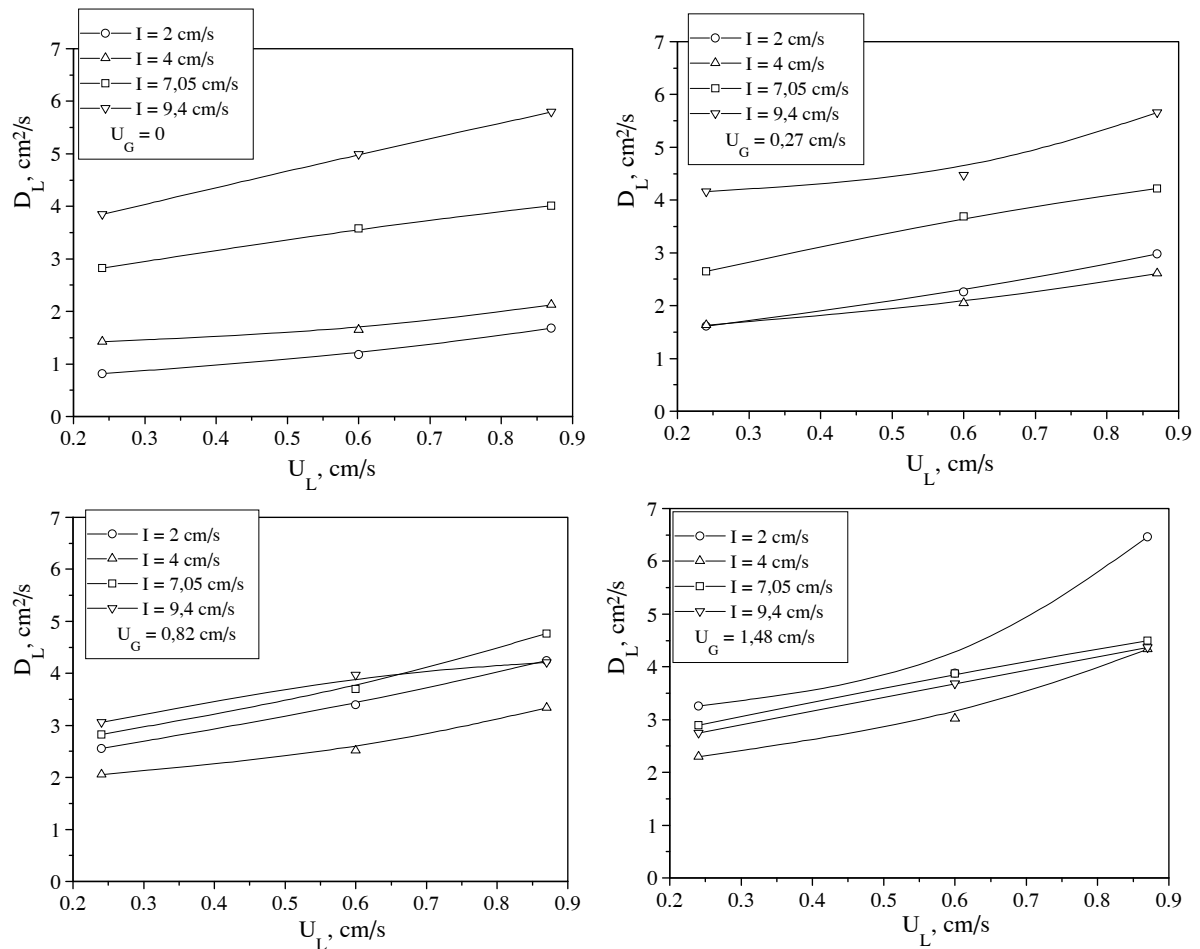 I = 2 cm/s
I = 4 cm/s
I = 7,05 cm/s
I = 9,4 cm/s
U_G = 0
D_L, cm²/s
7
6
5
4
3
2
1
0
0.2 0.3 0.4 0.5 0.6 0.7 0.8 0.9
U_L, cm/s
I = 2 cm/s
I = 4 cm/s
I = 7,05 cm/s
I = 9,4 cm/s
U_G = 0,27 cm/s
D_L, cm²/s
7
6
5
4
3
2
1
0
0.2 0.3 0.4 0.5 0.6 0.7 0.8 0.9
U_L, cm/s
I = 2 cm/s
I = 4 cm/s
I = 7,05 cm/s
I = 9,4 cm/s
U_G = 0,82 cm/s
D_L, cm²/s
7
6
5
4
3
2
1
0
0.2 0.3 0.4 0.5 0.6 0.7 0.8 0.9
U_L, cm/s
I = 2 cm/s
I = 4 cm/s
I = 7,05 cm/s
I = 9,4 cm/s
U_G = 1,48 cm/s
D_L, cm²/s
7
6
5
4
3
2
1
0
0.2 0.3 0.4 0.5 0.6 0.7 0.8 0.9
U_L, cm/s